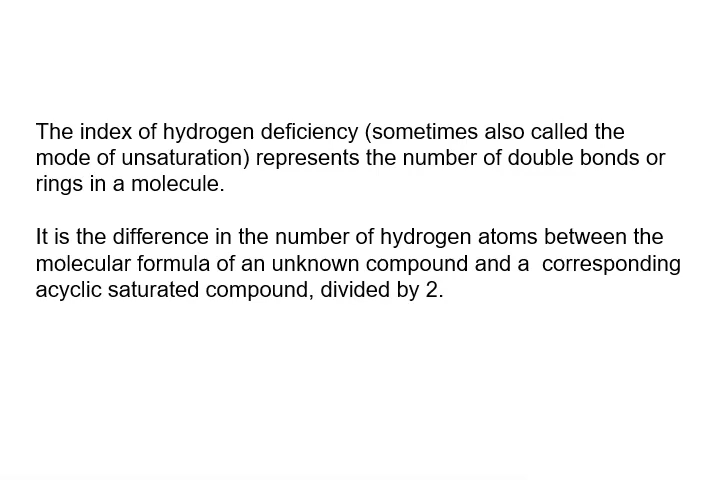 The index of hydrogen deficiency (sometimes also called the
mode of unsaturation) represents the number of double bonds or
rings in a molecule.
It is the difference in the number of hydrogen atoms between the
molecular formula of an unknown compound and a  corresponding
acyclic saturated compound, divided by 2.